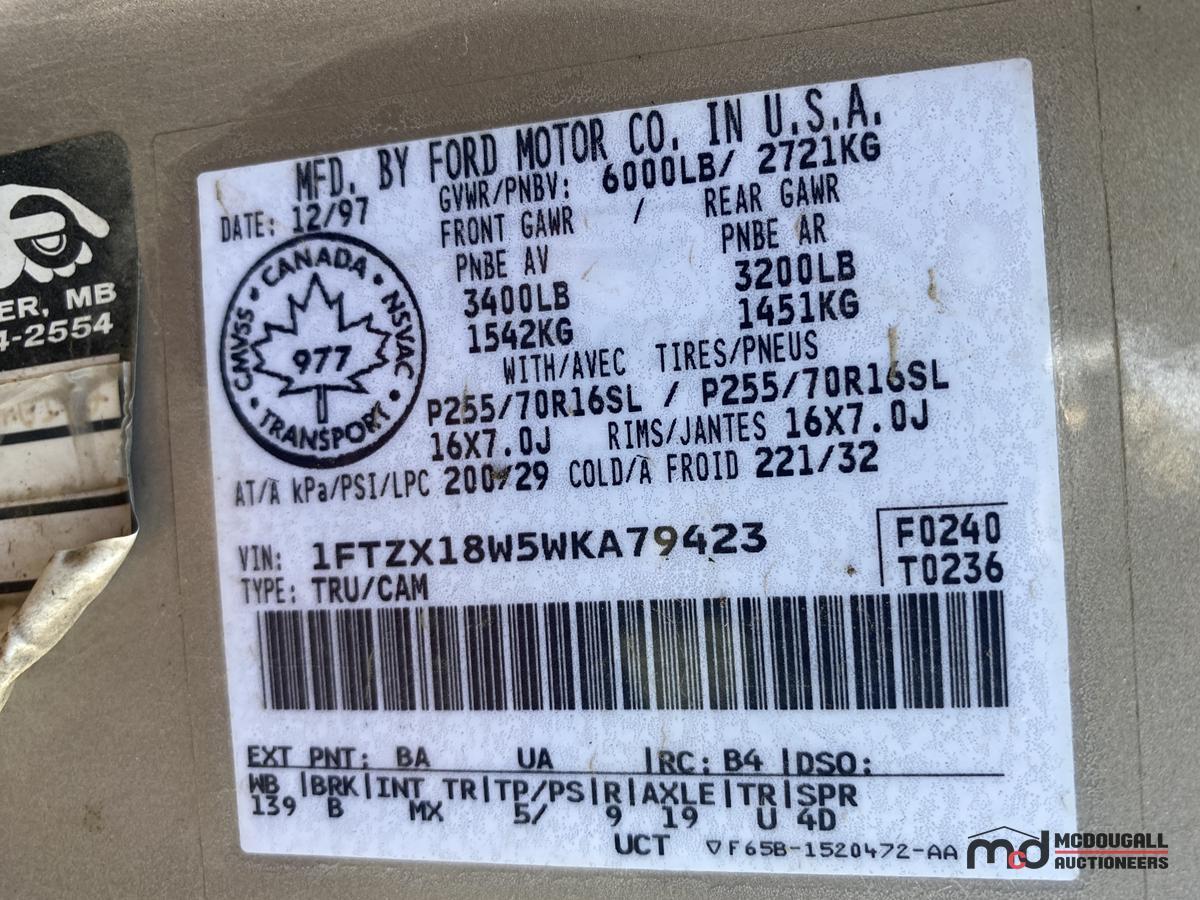 MFD. BY FORD MOTOR CO. IN U.S.A.
DATE: 12/97
GVWR/PNBV: 6000LB/ 2721KG
FRONT GAWR / REAR GAWR
PNBE AV PNBE AR
3400LB 3200LB
1542KG 1451KG
WITH/AVEC TIRES/PNEUS
P255/70R16SL / P255/70R16SL
16X7.0J RIMS/JANTES 16X7.0J
AT/À kPa/PSI/LPC 200/29 COLD/À FROID 221/32
CANADA
CMVSS • NSVAC
977
TRANSPORT
VIN: 1FTZX18W5WKA79423
F0240
TYPE: TRU/CAM
T0236
EXT PNT: BA UA |RC: B4 |DSO:
WB |BRK|INT TR|TP/PS|R|AXLE|TR|SPR
139 B MX 5/ 9 19 U 4D
UCT ▽F65B-1520472-AA
ER, MB
4-2554
mcd MCDOUGALL
AUCTIONEERS